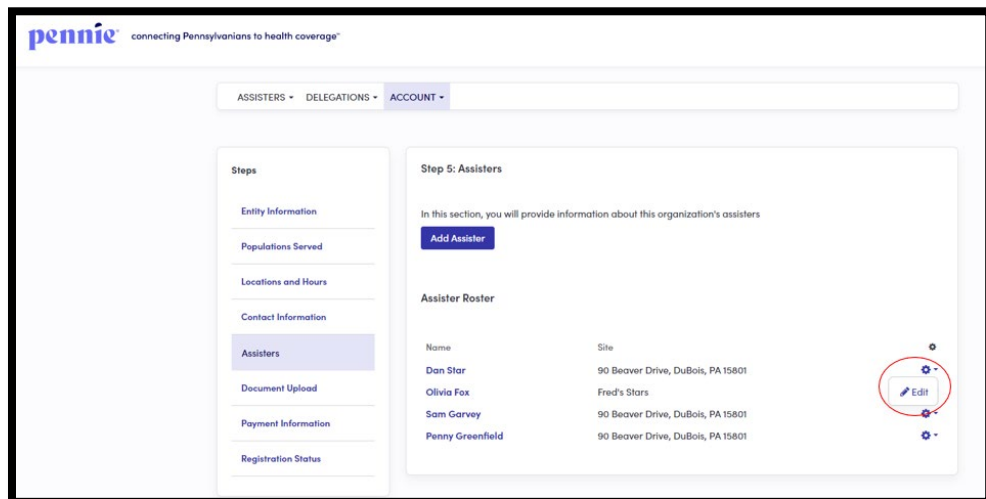 pennie® connecting Pennsylvanians to health coverage™
ASSISTERS DELEGATIONS ACCOUNT
Steps
Entity Information
Populations Served
Locations and Hours
Contact Information
Assisters
Document Upload
Payment Information
Registration Status
Step 5: Assisters
In this section, you will provide information about this organization's assisters
Add Assister
Assister Roster
Name Site
Dan Star 90 Beaver Drive, DuBois, PA 15801
Olivia Fox Fred's Stars Edit
Sam Garvey 90 Beaver Drive, DuBois, PA 15801
Penny Greenfield 90 Beaver Drive, DuBois, PA 15801